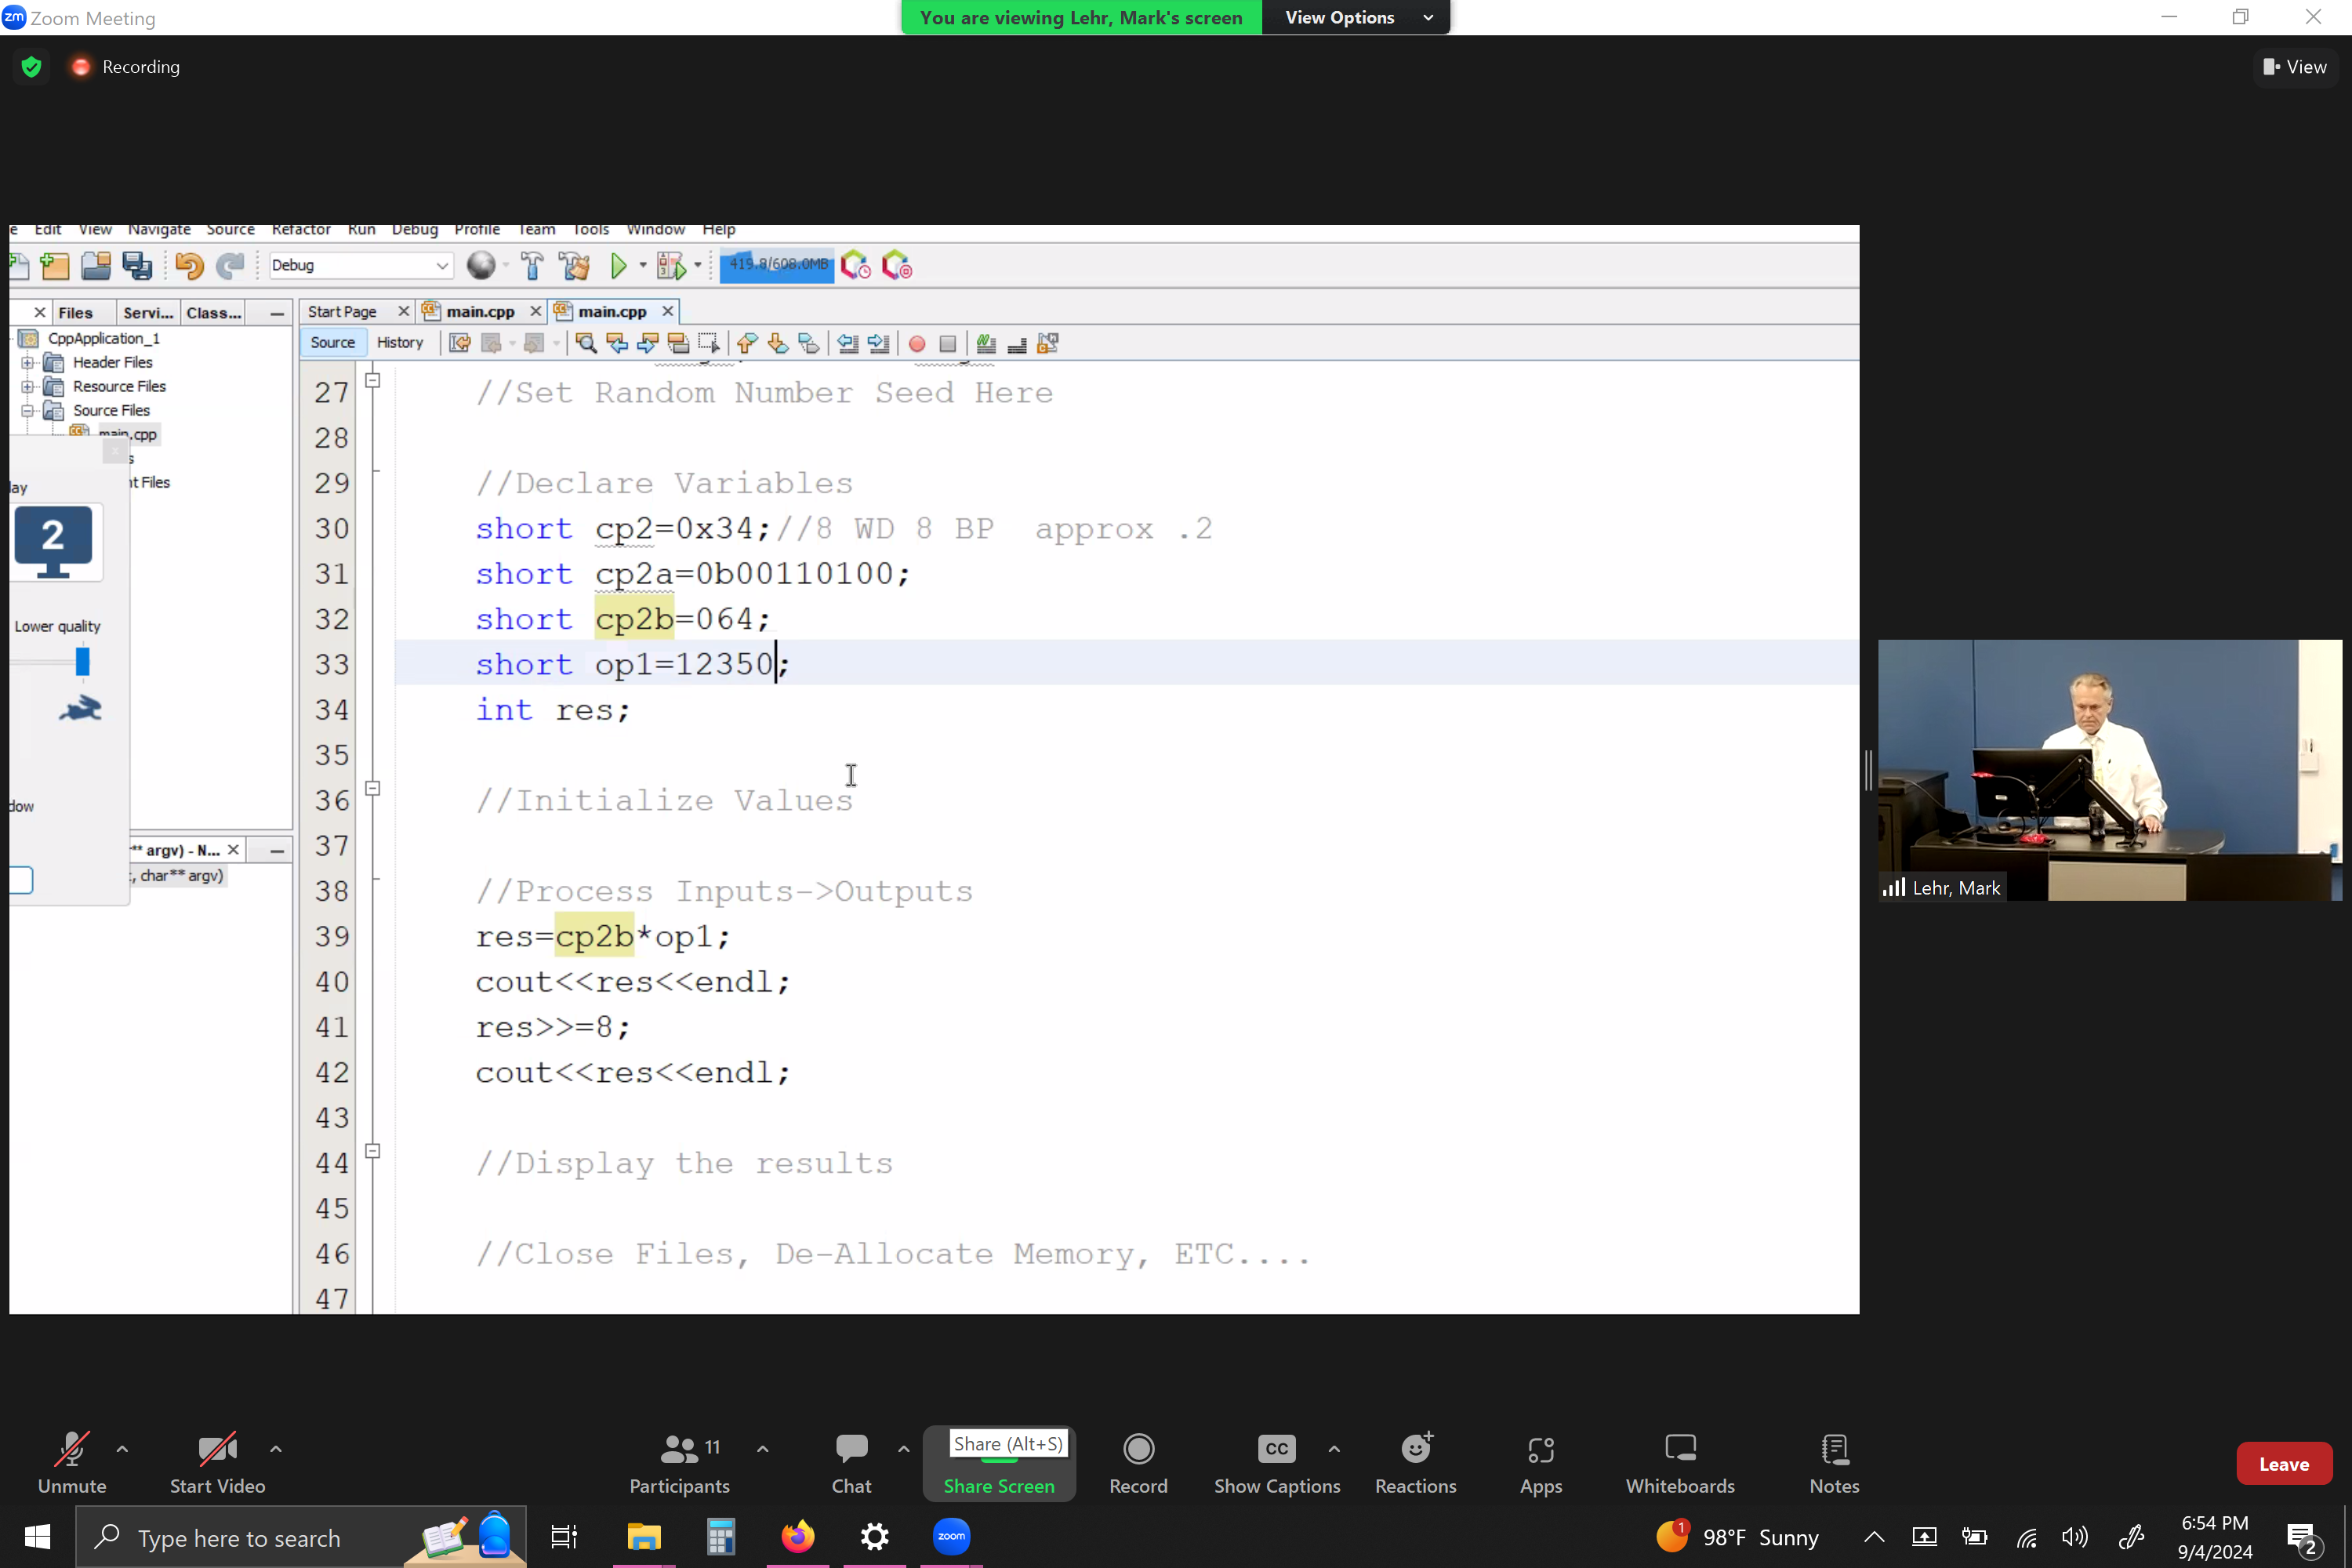 Zoom Meeting
You are viewing Lehr, Mark's screen
View Options
Recording
View
Edit View Navigate Source Refactor Run Debug Profile Team Tools Window Help
Debug
419.8/608.0MB
Files Servi... Class...
Start Page main.cpp main.cpp
Source History
CppApplication_1
Header Files
Resource Files
Source Files
main.cpp
2
Lower quality
** argv) - N...
, char** argv)
27 //Set Random Number Seed Here
28
29 //Declare Variables
30 short cp2=0x34;//8 WD 8 BP approx .2
31 short cp2a=0b00110100;
32 short cp2b=064;
33 short op1=12350;
34 int res;
35
36 //Initialize Values
37
38 //Process Inputs->Outputs
39 res=cp2b*op1;
40 cout<<res<<endl;
41 res>>=8;
42 cout<<res<<endl;
43
44 //Display the results
45
46 //Close Files, De-Allocate Memory, ETC....
47
Lehr, Mark
Unmute
Start Video
11
Participants
Chat
Share (Alt+S)
Share Screen
Record
CC
Show Captions
Reactions
Apps
Whiteboards
Notes
Leave
Type here to search
zoom
1
98°F Sunny
6:54 PM
9/4/2024
2